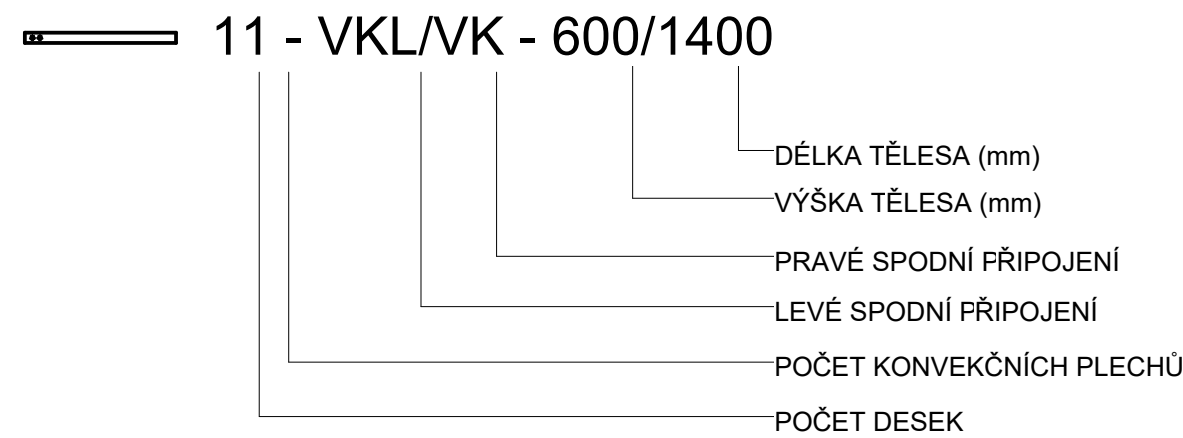 11 - VKL/VK - 600/1400
DÉLKA TĚLESA (mm)
VÝŠKA TĚLESA (mm)
PRAVÉ SPODNÍ PŘIPOJENÍ
LEVÉ SPODNÍ PŘIPOJENÍ
POČET KONVEKČNÍCH PLECHŮ
POČET DESEK